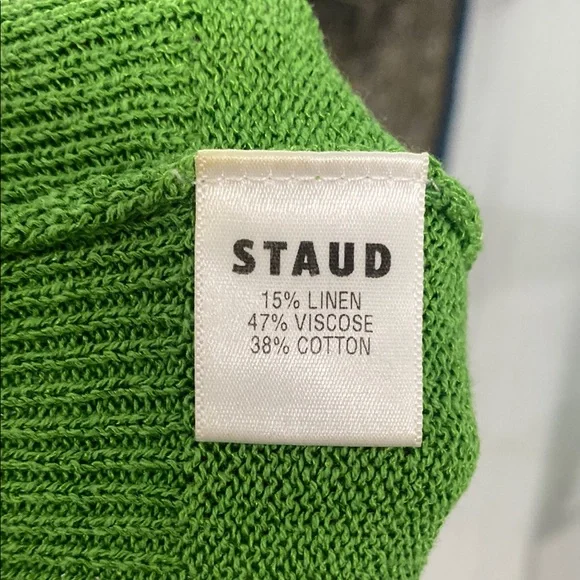 STAUD
15% LINEN
47% VISCOSE
38% COTTON